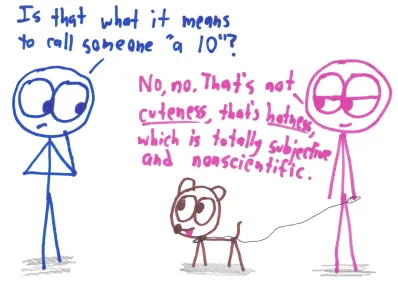 Is that what it means
to call someone "a 10"?
No, no. That's not
cuteness, that's hotness,
which is totally subjective
and nonscientific.